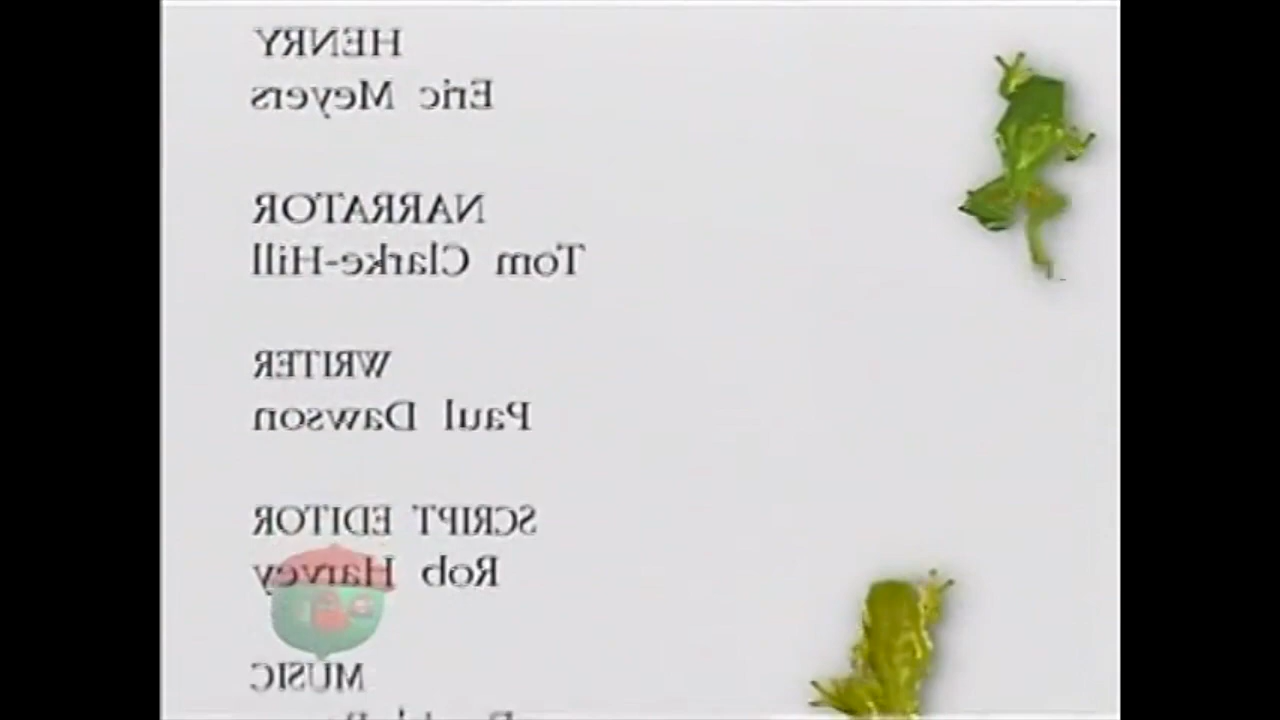 HENRY
Eric Meyers
NARRATOR
Tom Clarke-Hill
WRITER
Paul Dawson
SCRIPT EDITOR
Rob Harvey
MUSIC